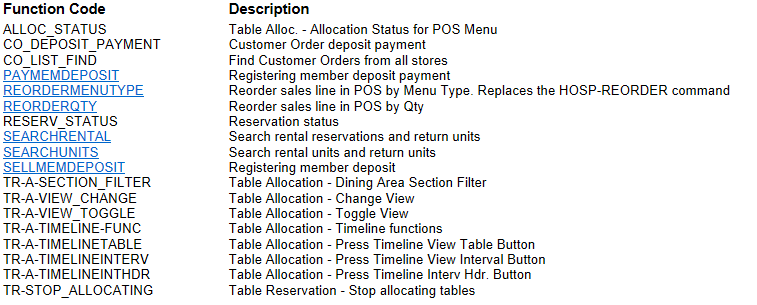 Function Code Description
ALLOC_STATUS Table Alloc. - Allocation Status for POS Menu
CO_DEPOSIT_PAYMENT Customer Order deposit payment
CO_LIST_FIND Find Customer Orders from all stores
PAYMEMDEPOSIT Registering member deposit payment
REORDERMENUTYPE Reorder sales line in POS by Menu Type. Replaces the HOSP-REORDER command
REORDERQTY Reorder sales line in POS by Qty
RESERV_STATUS Reservation status
SEARCHRENTAL Search rental reservations and return units
SEARCHUNITS Search rental units and return units
SELLMEMDEPOSIT Registering member deposit
TR-A-SECTION_FILTER Table Allocation - Dining Area Section Filter
TR-A-VIEW_CHANGE Table Allocation - Change View
TR-A-VIEW_TOGGLE Table Allocation - Toggle View
TR-A-TIMELINE-FUNC Table Allocation - Timeline functions
TR-A-TIMELINETABLE Table Allocation - Press Timeline View Table Button
TR-A-TIMELINEINTERV Table Allocation - Press Timeline View Interval Button
TR-A-TIMELINEINTHDR Table Allocation - Press Timeline Interv Hdr. Button
TR-STOP_ALLOCATING Table Reservation - Stop allocating tables